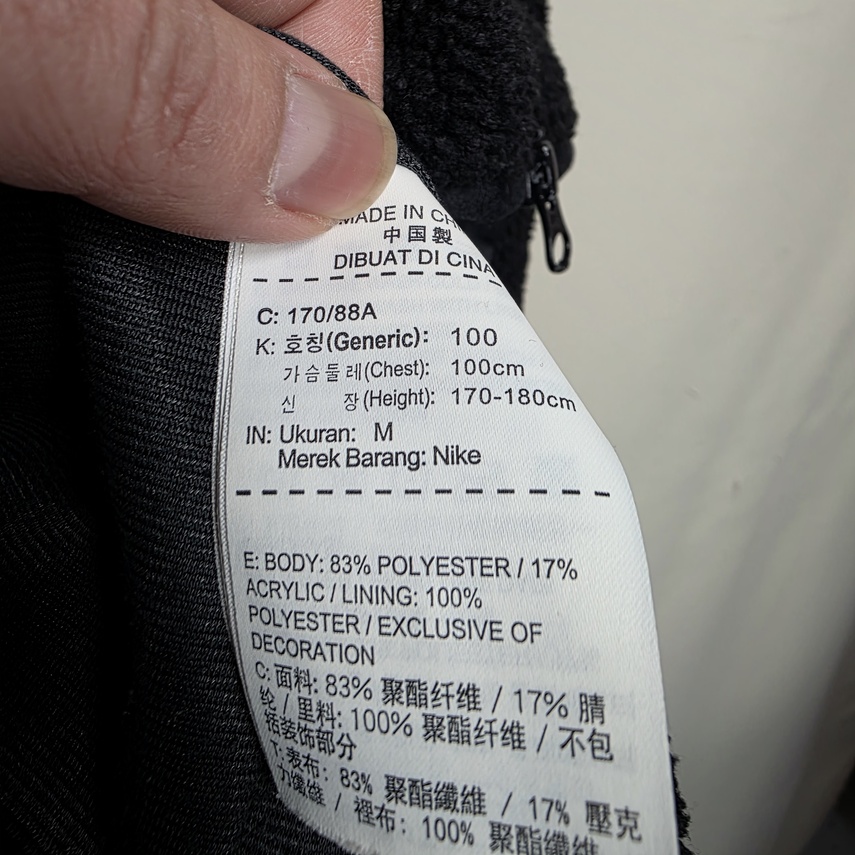 MADE IN CH
中国製
DIBUAT DI CINA
C: 170/88A
K: 호칭(Generic): 100
가슴둘레(Chest): 100cm
신 장(Height): 170-180cm
IN: Ukuran: M
Merek Barang: Nike
E: BODY: 83% POLYESTER / 17%
ACRYLIC / LINING: 100%
POLYESTER / EXCLUSIVE OF
DECORATION
C: 面料: 83% 聚酯纤维 / 17% 腈
纶 / 里料: 100% 聚酯纤维 / 不包
括装饰部分
T: 表布: 83% 聚酯纖維 / 17% 壓克
力纖維 / 裡布: 100% 聚酯纖維